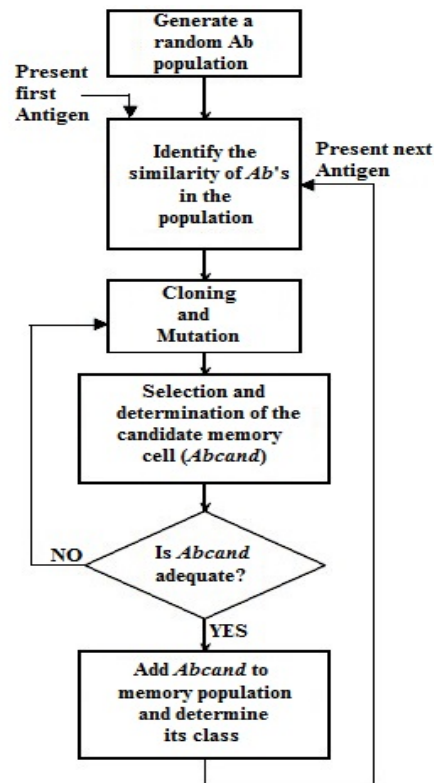 Generate a
random Ab
population
Present
first
Antigen
Identify the
similarity of Ab's
in the
population
Present next
Antigen
Cloning
and
Mutation
Selection and
determination of the
candidate memory
cell (Abcand)
Is Abcand
adequate?
NO
YES
Add Abcand to
memory population
and determine
its class